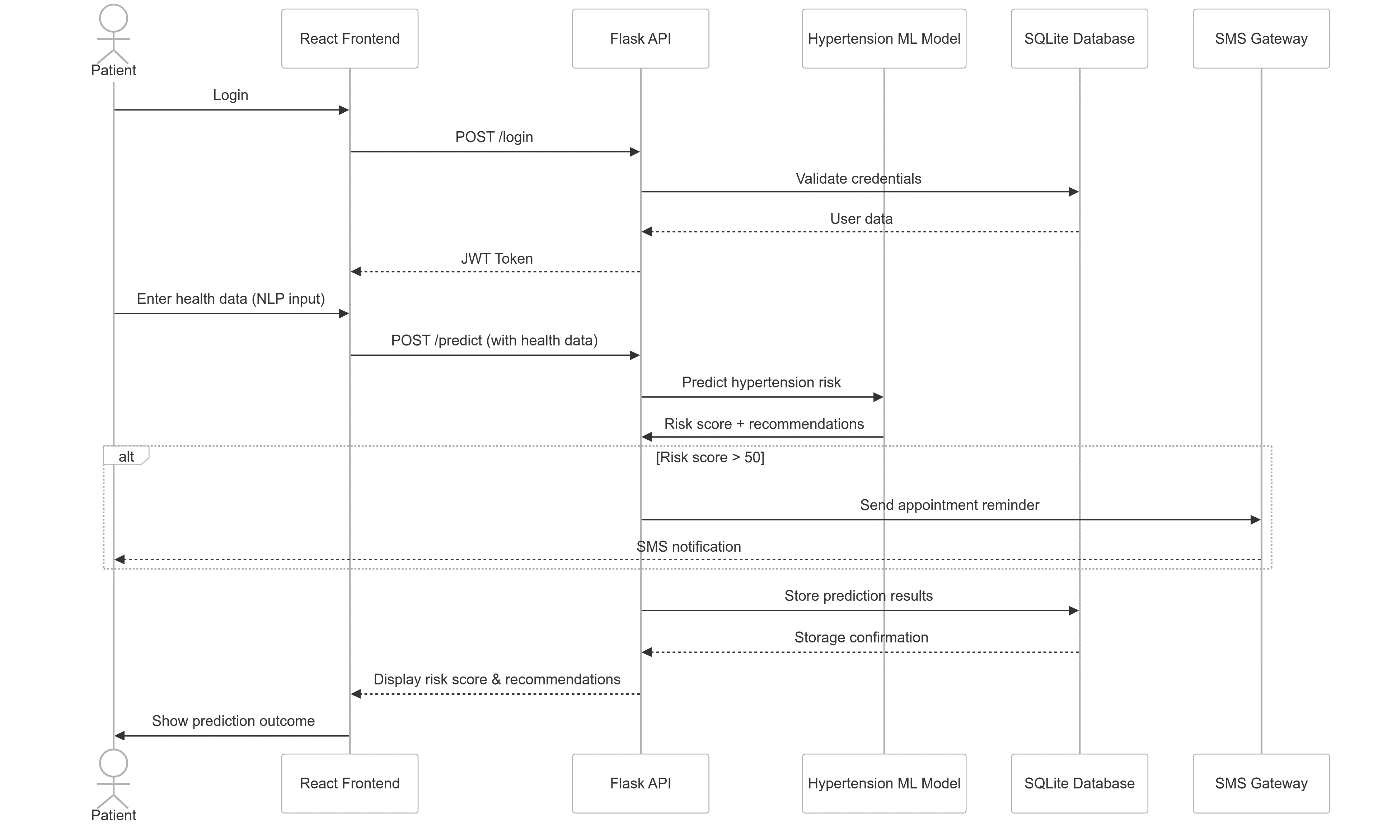 Patient
React Frontend
Flask API
Hypertension ML Model
SQLite Database
SMS Gateway
Login
POST /login
Validate credentials
User data
JWT Token
Enter health data (NLP input)
POST /predict (with health data)
Predict hypertension risk
Risk score + recommendations
alt
[Risk score > 50]
Send appointment reminder
SMS notification
Store prediction results
Storage confirmation
Display risk score & recommendations
Show prediction outcome
Patient
React Frontend
Flask API
Hypertension ML Model
SQLite Database
SMS Gateway